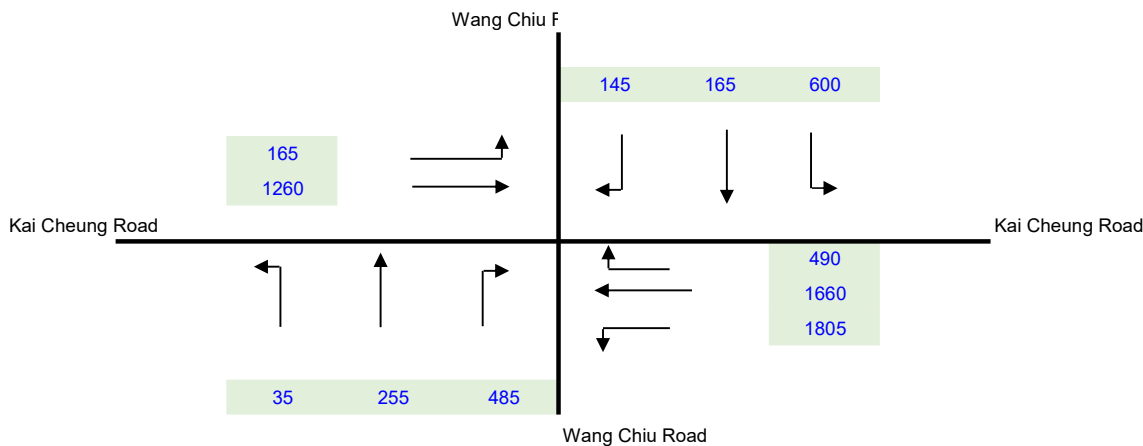 Wang Chiu F
145 165 600
165
1260
Kai Cheung Road
Kai Cheung Road
490
1660
1805
35 255 485
Wang Chiu Road